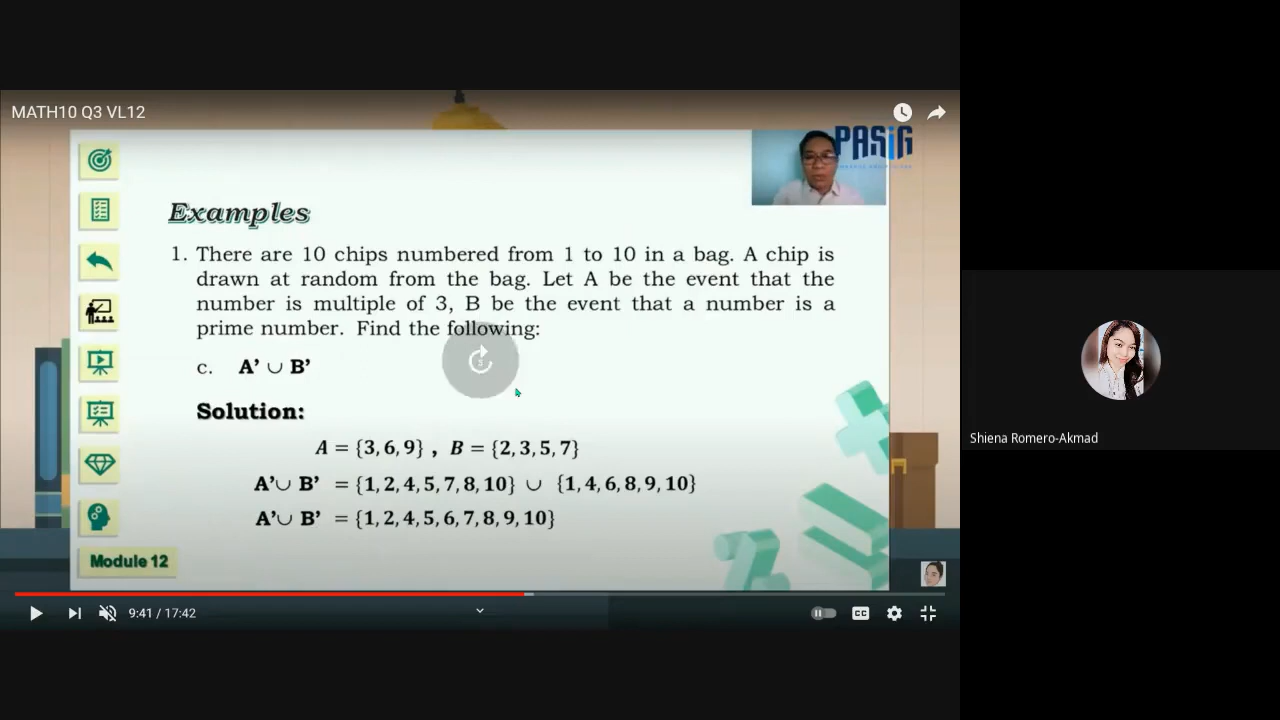 MATH10 Q3 VL12
PASIG
Examples
1. There are 10 chips numbered from 1 to 10 in a bag. A chip is
drawn at random from the bag. Let A be the event that the
number is multiple of 3, B be the event that a number is a
prime number. Find the following:
c. A’ ∪ B’
5
Solution:
A = {3, 6, 9} , B = {2, 3, 5, 7}
A’∪ B’ = {1, 2, 4, 5, 7, 8, 10} ∪ {1, 4, 6, 8, 9, 10}
A’∪ B’ = {1, 2, 4, 5, 6, 7, 8, 9, 10}
Module 12
9:41 / 17:42
CC
Shiena Romero-Akmad